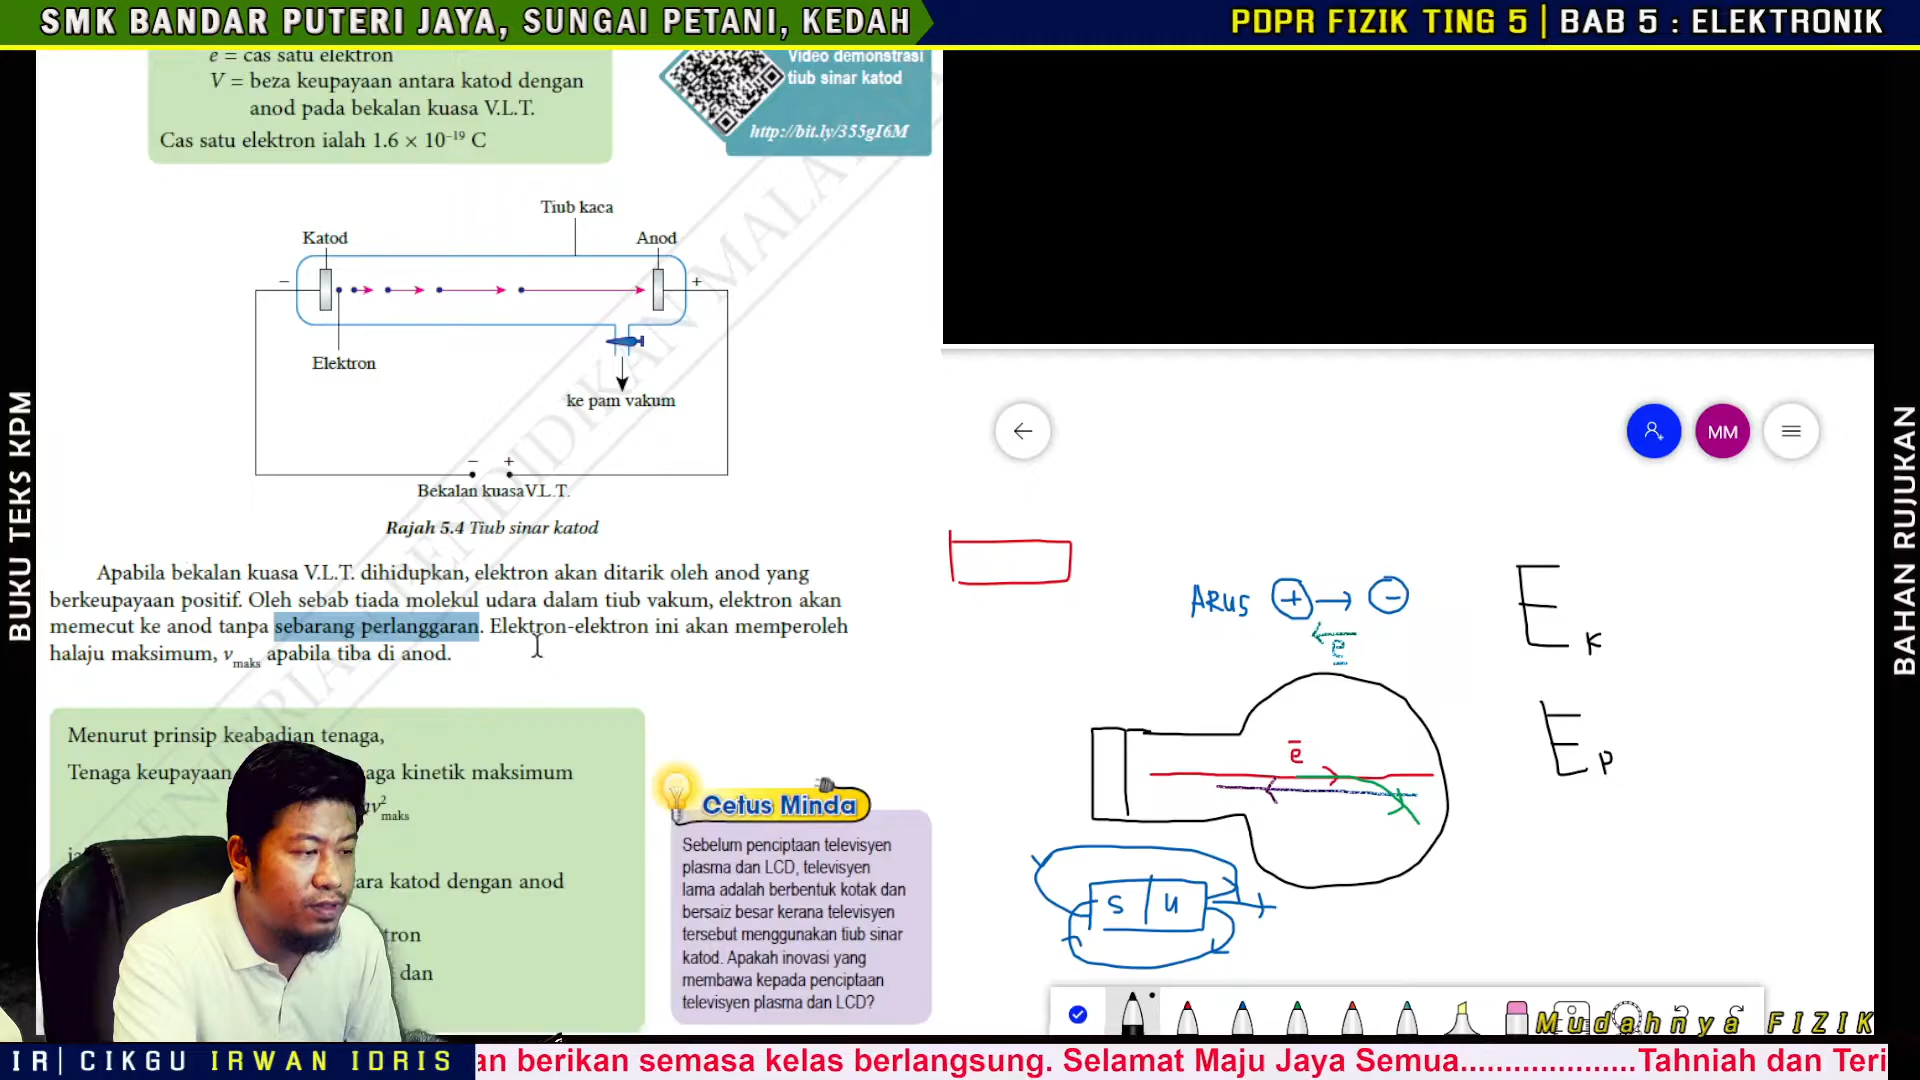 SMK BANDAR PUTERI JAYA, SUNGAI PETANI, KEDAH
PDPR FIZIK TING 5 | BAB 5 : ELEKTRONIK
BUKU TEKS KPM
e = cas satu elektron
V = beza keupayaan antara katod dengan
anod pada bekalan kuasa V.L.T.
Cas satu elektron ialah 1.6 × 10⁻¹⁹ C
Video demonstrasi
tiub sinar katod
http://bit.ly/355gI6M
Tiub kaca
Katod
Anod
−
+
Elektron
ke pam vakum
− +
Bekalan kuasa V.L.T.
Rajah 5.4 Tiub sinar katod
Apabila bekalan kuasa V.L.T. dihidupkan, elektron akan ditarik oleh anod yang
berkeupayaan positif. Oleh sebab tiada molekul udara dalam tiub vakum, elektron akan
memecut ke anod tanpa sebarang perlanggaran. Elektron-elektron ini akan memperoleh
halaju maksimum, vmaks apabila tiba di anod.
Menurut prinsip keabadian tenaga,
Tenaga keupayaan aga kinetik maksimum
v²maks
ara katod dengan anod
tron
dan
Cetus Minda
Sebelum penciptaan televisyen
plasma dan LCD, televisyen
lama adalah berbentuk kotak dan
bersaiz besar kerana televisyen
tersebut menggunakan tiub sinar
katod. Apakah inovasi yang
membawa kepada penciptaan
televisyen plasma dan LCD?
MM
ARUS + → −
e
EK
EP
ē
S U
BAHAN RUJUKAN
Mudahnya FIZIK
IR| CIKGU IRWAN IDRIS
an berikan semasa kelas berlangsung. Selamat Maju Jaya Semua...................Tahniah dan Teri